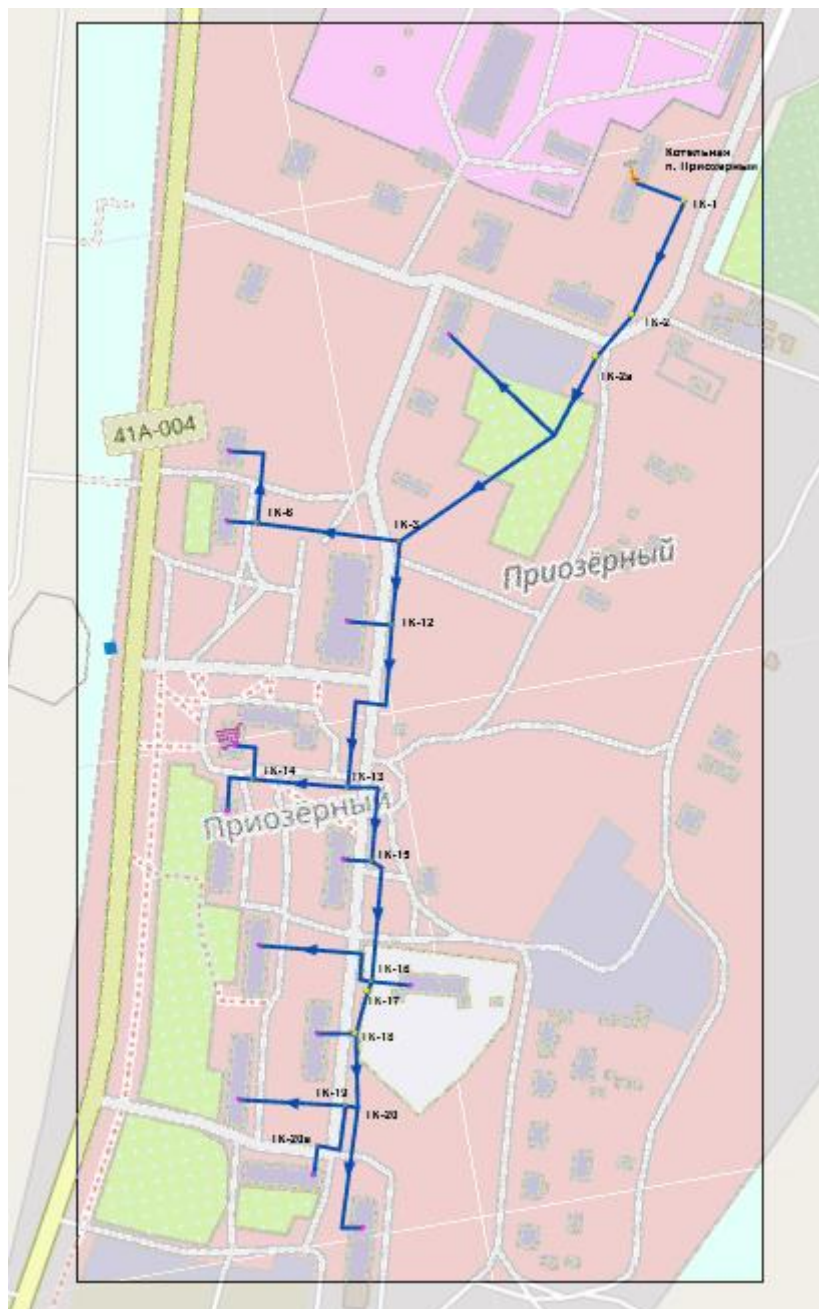 Котельная
п. Приозерный
ТК-1
ТК-2
ТК-2а
41А-004
ТК-6
ТК-3
Приозёрный
ТК-12
ТК-14
ТК-13
Приозёрный
ТК-15
ТК-16
ТК-17
ТК-18
ТК-19
ТК-20
ТК-20а